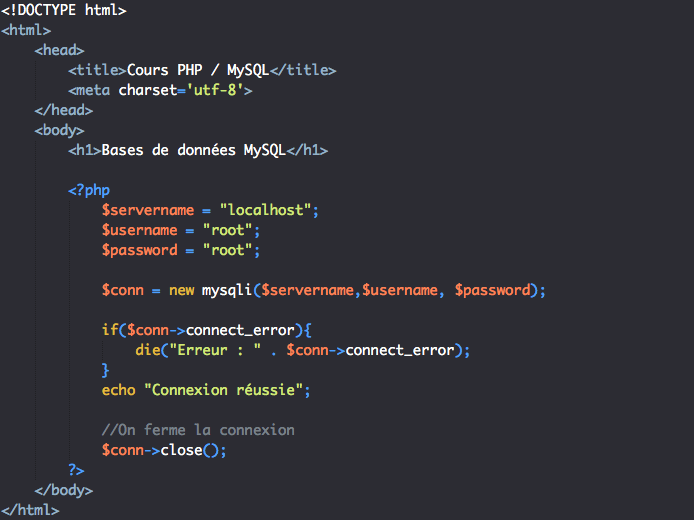 <!DOCTYPE html>
<html>
<head>
<title>Cours PHP / MySQL</title>
<meta charset='utf-8'>
</head>
<body>
<h1>Bases de données MySQL</h1>
<?php
$servername = "localhost";
$username = "root";
$password = "root";
$conn = new mysqli($servername,$username, $password);
if($conn->connect_error){
die("Erreur : " . $conn->connect_error);
}
echo "Connexion réussie";
//On ferme la connexion
$conn->close();
?>
</body>
</html>